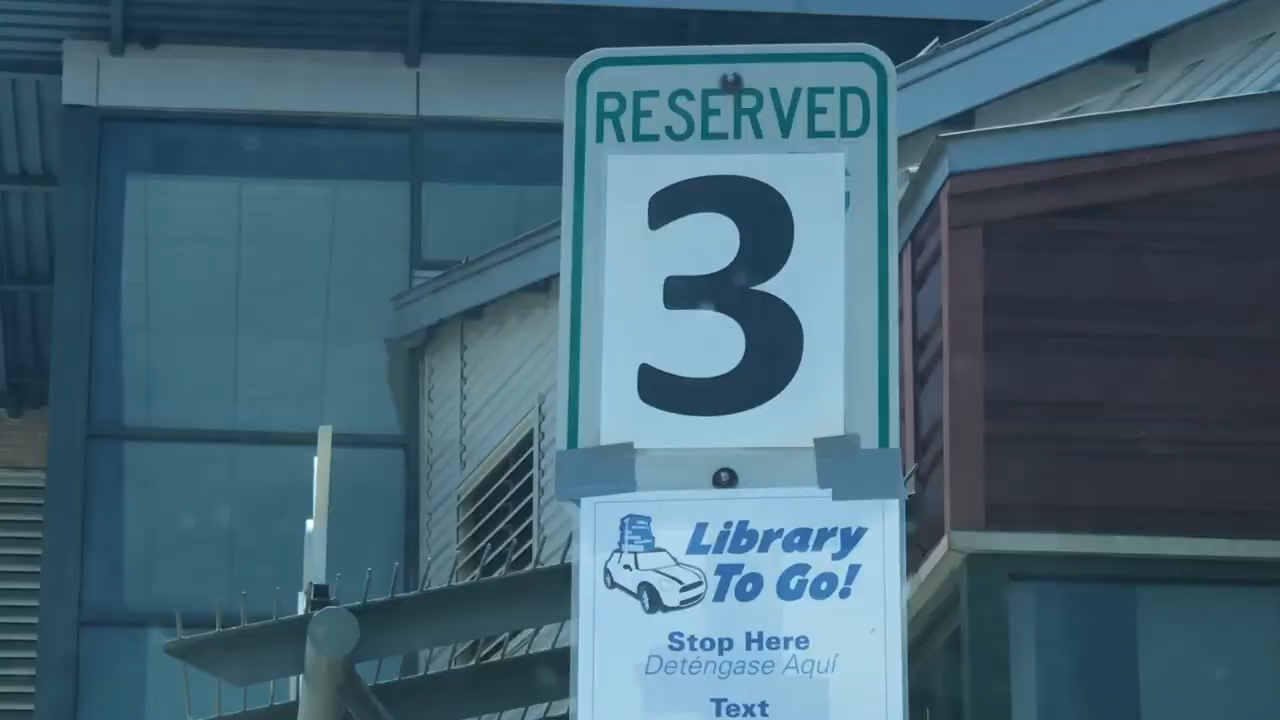 RESERVED
3
Library
To Go!
Stop Here
Deténgase Aquí
Text